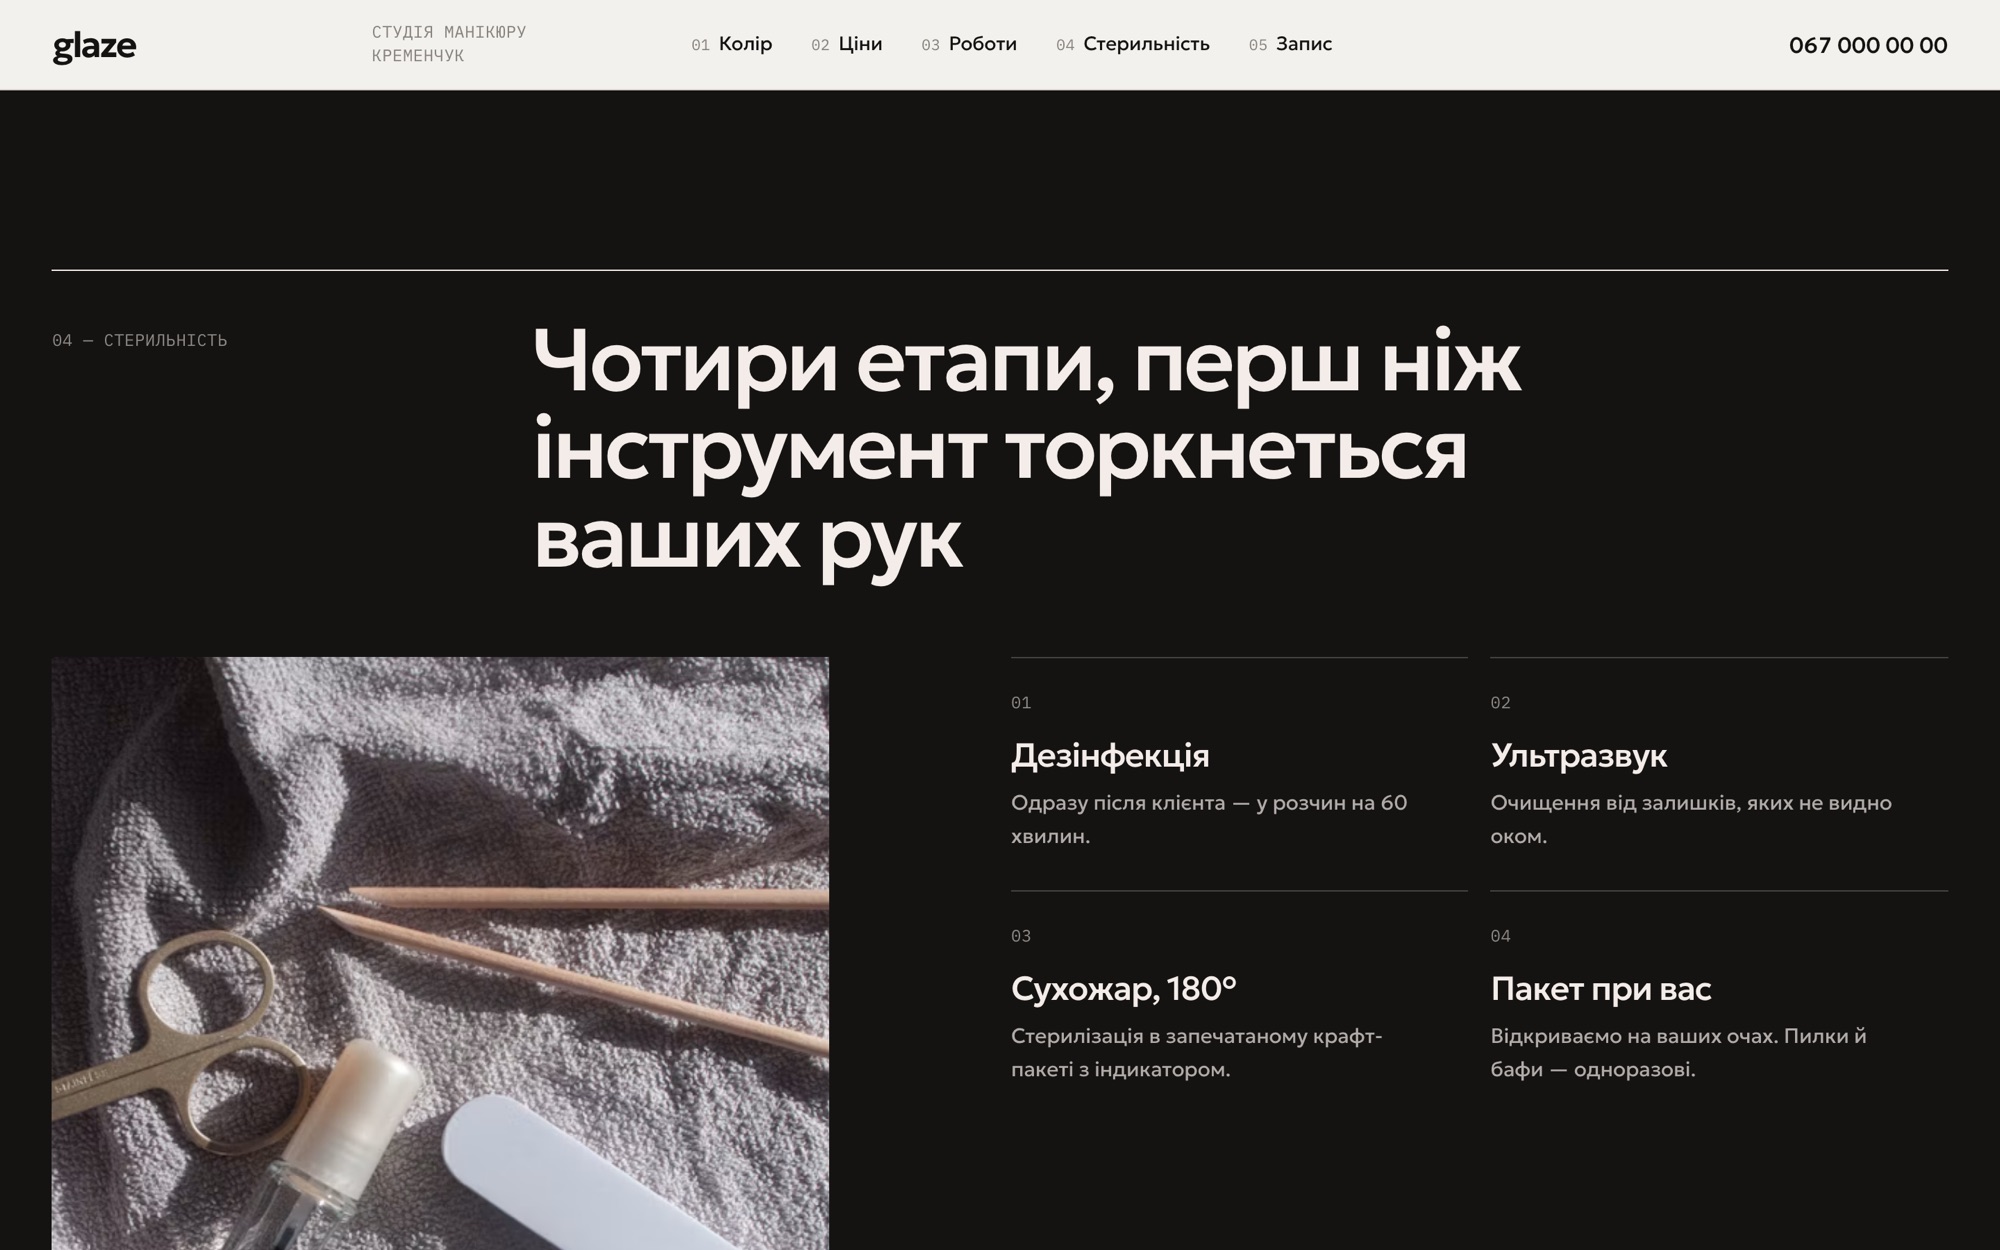 glaze
СТУДІЯ МАНІКЮРУ
КРЕМЕНЧУК
01 Колір 02 Ціни 03 Роботи 04 Стерильність 05 Запис
067 000 00 00
04 — СТЕРИЛЬНІСТЬ
Чотири етапи, перш ніж
інструмент торкнеться
ваших рук
01
Дезінфекція
Одразу після клієнта — у розчин на 60
хвилин.
02
Ультразвук
Очищення від залишків, яких не видно
оком.
03
Сухожар, 180°
Стерилізація в запечатаному крафт-
пакеті з індикатором.
04
Пакет при вас
Відкриваємо на ваших очах. Пилки й
бафи — одноразові.